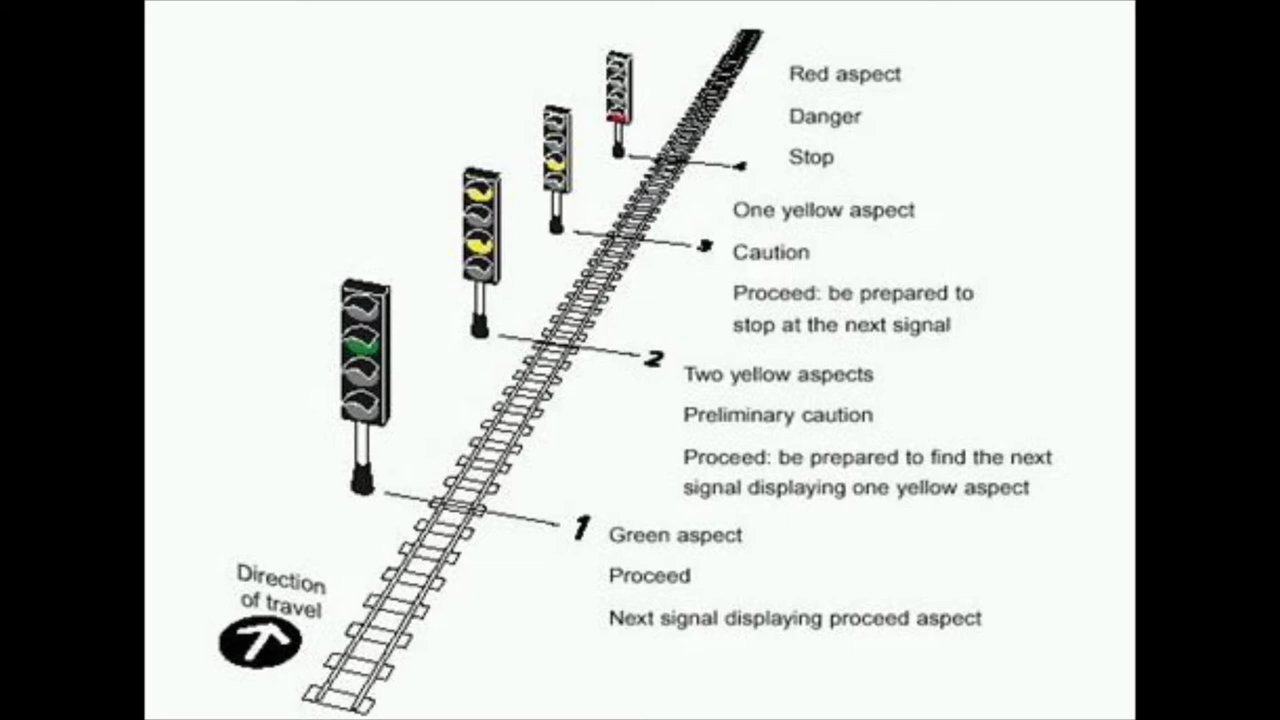 Red aspect
Danger
Stop
4
One yellow aspect
3
Caution
Proceed: be prepared to
stop at the next signal
2
Two yellow aspects
Preliminary caution
Proceed: be prepared to find the next
signal displaying one yellow aspect
1
Green aspect
Proceed
Next signal displaying proceed aspect
Direction
of travel